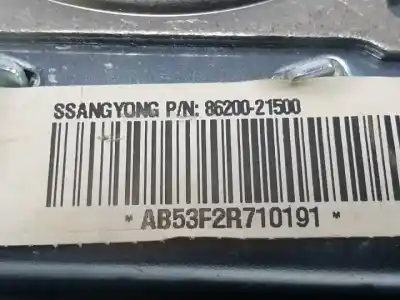 SSANGYONG P/N: 86200-21500
* AB53F2R710191 *